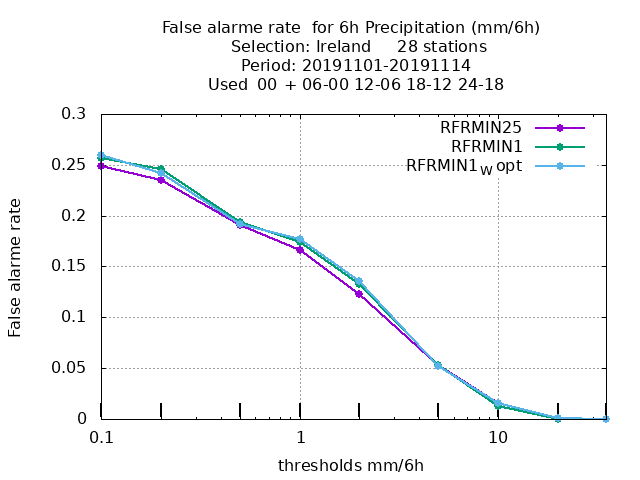 False alarme rate  for 6h Precipitation (mm/6h)
Selection: Ireland     28 stations
Period: 20191101-20191114
Used  00  + 06-00 12-06 18-12 24-18
RFRMIN25
RFRMIN1
RFRMIN1W opt
0.3
0.25
0.2
0.15
0.1
0.05
0
False alarme rate
0.1
1
10
thresholds mm/6h